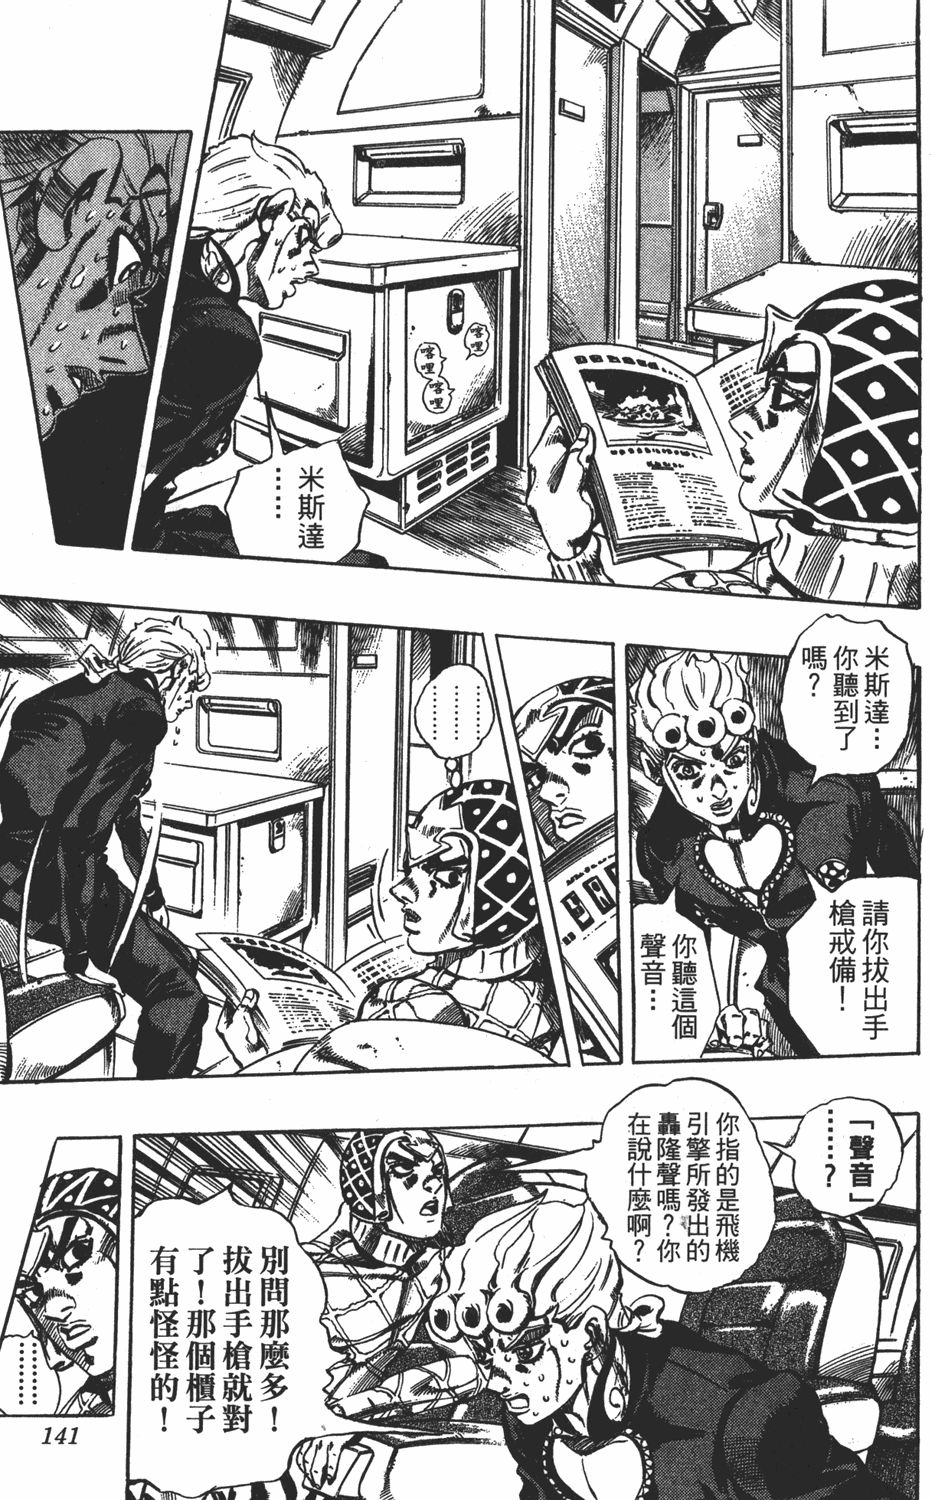 喀哩
喀哩
喀哩
米斯達
……
米斯達…
你聽到了
嗎？
請你拔出手
槍戒備！
你聽這個
聲音…
………
………
「聲音」
……？
你指的是飛機
引擎所發出的
轟隆聲嗎？你
在說什麼啊？
別問那麼多！
拔出手槍就對
了！那個櫃子
有點怪怪的！
………
………
141